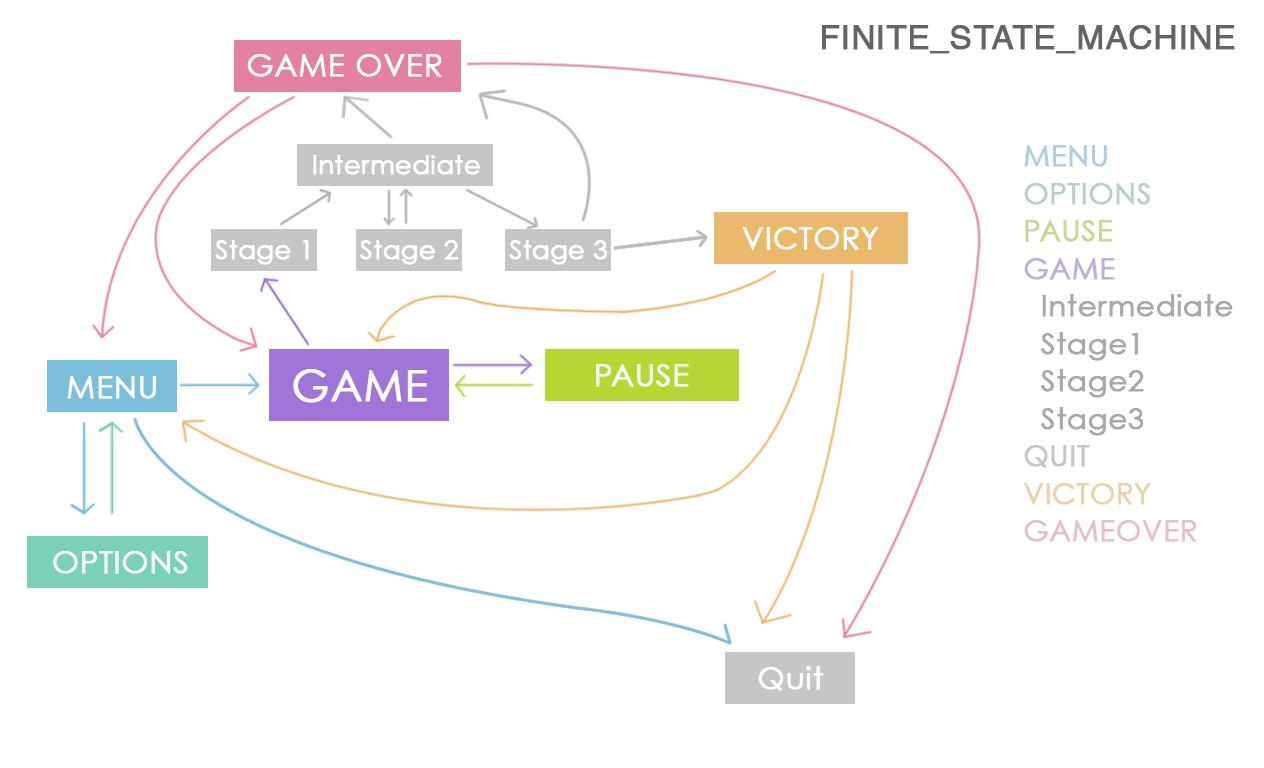 FINITE_STATE_MACHINE
GAME OVER
Intermediate
Stage 1
Stage 2
Stage 3
VICTORY
MENU
GAME
PAUSE
OPTIONS
Quit
MENU
OPTIONS
PAUSE
GAME
Intermediate
Stage1
Stage2
Stage3
QUIT
VICTORY
GAMEOVER